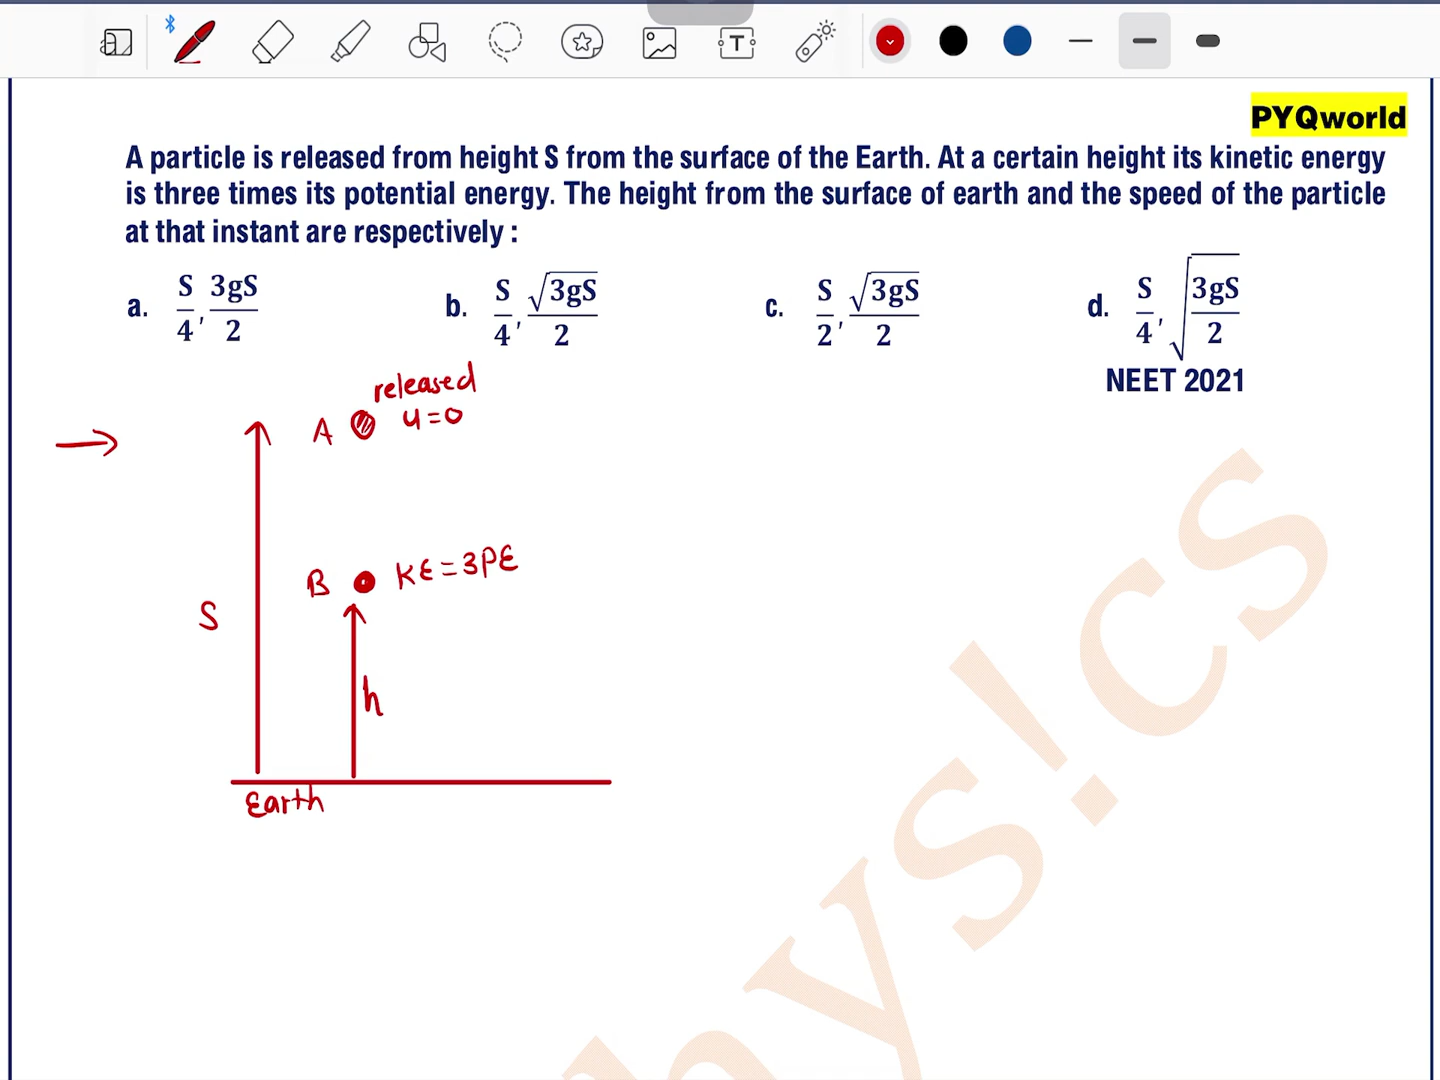 T
PYQworld
A particle is released from height S from the surface of the Earth. At a certain height its kinetic energy
is three times its potential energy. The height from the surface of earth and the speed of the particle
at that instant are respectively :
a. S/4, 3gS/2
b. S/4, √3gS/2
c. S/2, √3gS/2
d. S/4, √(3gS/2)
NEET 2021
released
A u=0
B KE=3PE
S
h
Earth
hys!cs